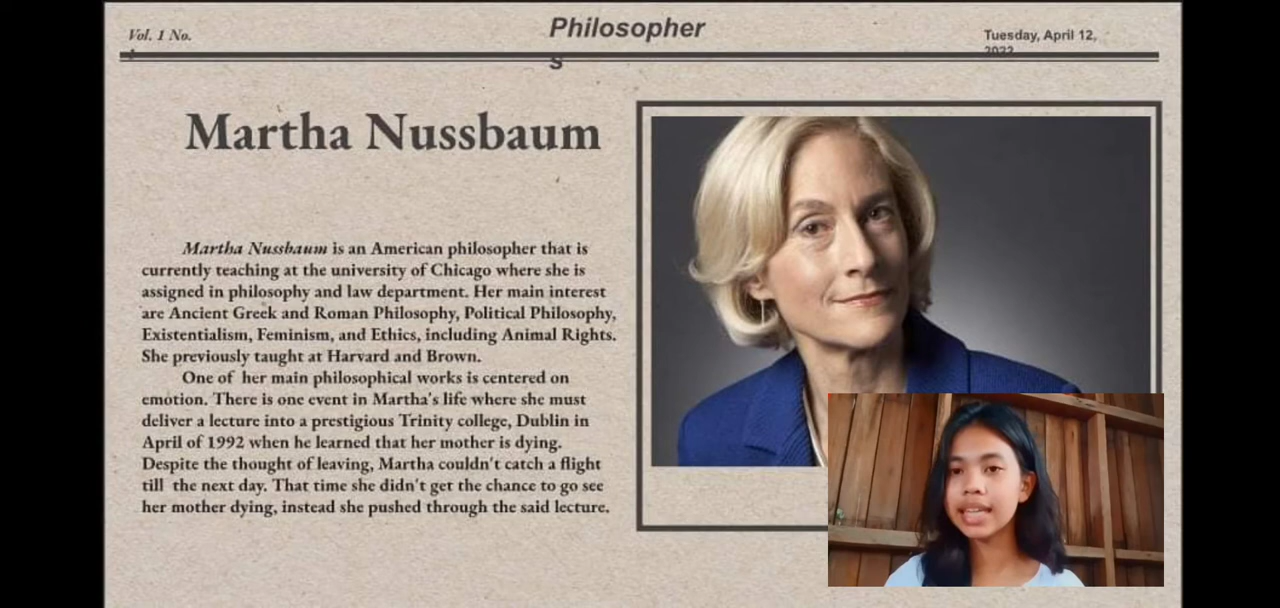 Vol. 1 No.
Philosopher
s
Tuesday, April 12,
2022
Martha Nussbaum
Martha Nussbaum is an American philosopher that is
currently teaching at the university of Chicago where she is
assigned in philosophy and law department. Her main interest
are Ancient Greek and Roman Philosophy, Political Philosophy,
Existentialism, Feminism, and Ethics, including Animal Rights.
She previously taught at Harvard and Brown.
One of her main philosophical works is centered on
emotion. There is one event in Martha's life where she must
deliver a lecture into a prestigious Trinity college, Dublin in
April of 1992 when he learned that her mother is dying.
Despite the thought of leaving, Martha couldn't catch a flight
till the next day. That time she didn't get the chance to go see
her mother dying, instead she pushed through the said lecture.